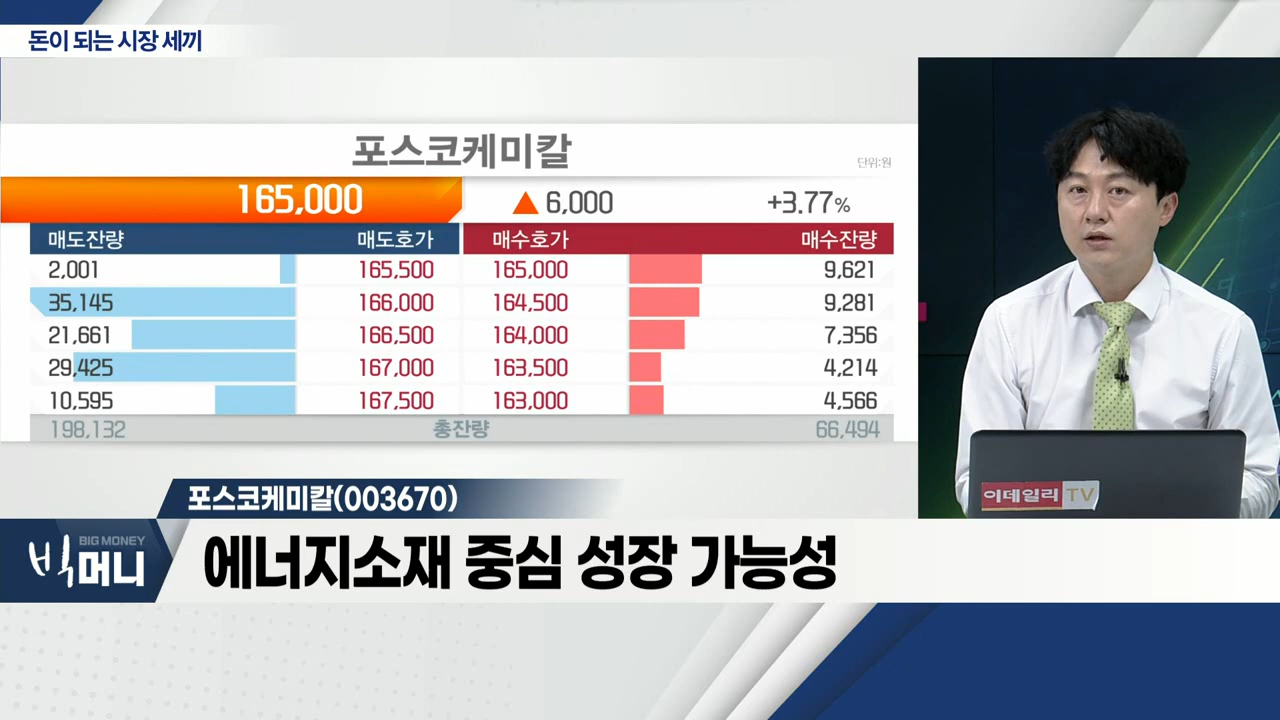 돈이 되는 시장 세끼
포스코케미칼
단위:원
165,000 ▲ 6,000 +3.77%
매도잔량 매도호가 매수호가 매수잔량
2,001 165,500 165,000 9,621
35,145 166,000 164,500 9,281
21,661 166,500 164,000 7,356
29,425 167,000 163,500 4,214
10,595 167,500 163,000 4,566
198,132 총잔량 66,494
이데일리 TV
포스코케미칼(003670)
BIG MONEY
빅머니
에너지소재 중심 성장 가능성